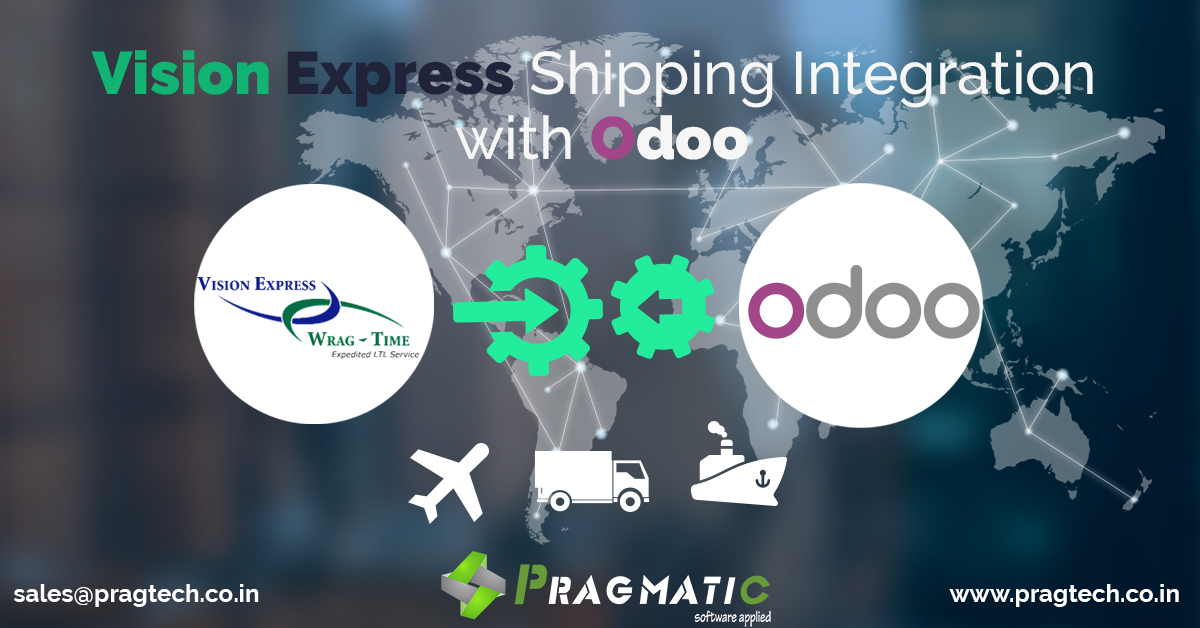 Vision Express Shipping Integration
with Odoo
VISION EXPRESS
WRAG - TIME
Expedited LTL Service
odoo
PRAGMATIC
software applied
sales@pragtech.co.in
www.pragtech.co.in